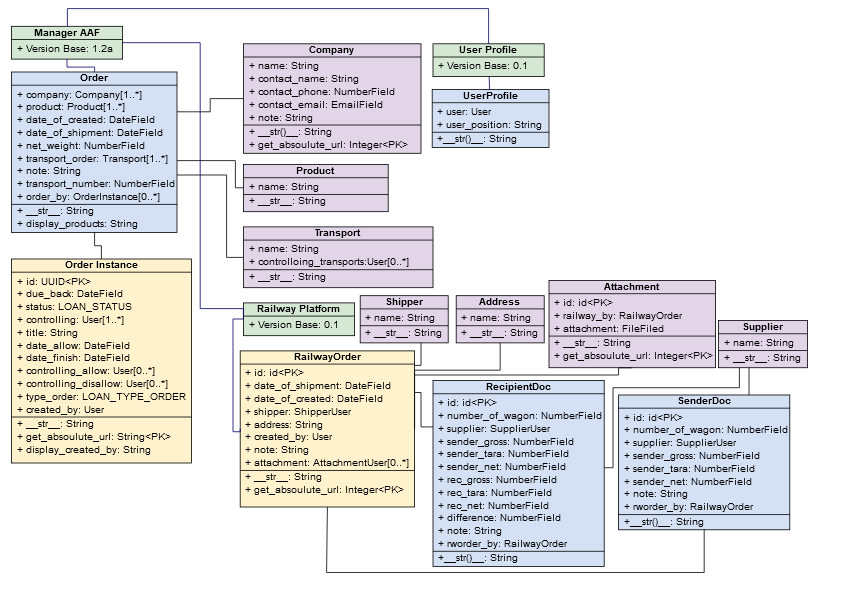 Manager AAF
+ Version Base: 1.2a
Order
+ company: Company[1..*]
+ product: Product[1..*]
+ date_of_created: DateField
+ date_of_shipment: DateField
+ net_weight: NumberField
+ transport_order: Transport[1..*]
+ note: String
+ transport_number: NumberField
+ order_by: OrderInstance[0..*]
+ __str__: String
+ display_products: String
Order Instance
+ id: UUID<PK>
+ due_back: DateField
+ status: LOAN_STATUS
+ controlling: User[1..*]
+ title: String
+ date_allow: DateField
+ date_finish: DateField
+ controlling_allow: User[0..*]
+ controlling_disallow: User[0..*]
+ type_order: LOAN_TYPE_ORDER
+ created_by: User
+ __str__: String
+ get_absoulute_url: String<PK>
+ display_created_by: String
Company
+ name: String
+ contact_name: String
+ contact_phone: NumberField
+ contact_email: EmailField
+ note: String
+ __str()__: String
+ get_absoulute_url: Integer<PK>
Product
+ name: String
+ __str__: String
Transport
+ name: String
+ controlloing_transports:User[0..*]
+ __str__: String
User Profile
+ Version Base: 0.1
UserProfile
+ user: User
+ user_position: String
+__str()__: String
Railway Platform
+ Version Base: 0.1
Shipper
+ name: String
+ __str__: String
Address
+ name: String
+ __str__: String
Attachment
+ id: id<PK>
+ railway_by: RailwayOrder
+ attachment: FileFiled
+ __str__: String
+ get_absoulute_url: Integer<PK>
Supplier
+ name: String
+ __str__: String
RailwayOrder
+ id: id<PK>
+ date_of_shipment: DateField
+ date_of_created: DateField
+ shipper: ShipperUser
+ address: String
+ created_by: User
+ note: String
+ attachment: AttachmentUser[0..*]
+ __str__: String
+ get_absoulute_url: Integer<PK>
RecipientDoc
+ id: id<PK>
+ number_of_wagon: NumberField
+ supplier: SupplierUser
+ sender_gross: NumberField
+ sender_tara: NumberField
+ sender_net: NumberField
+ rec_gross: NumberField
+ rec_tara: NumberField
+ rec_net: NumberField
+ difference: NumberField
+ note: String
+ rworder_by: RailwayOrder
+__str()__: String
SenderDoc
+ id: id<PK>
+ number_of_wagon: NumberField
+ supplier: SupplierUser
+ sender_gross: NumberField
+ sender_tara: NumberField
+ sender_net: NumberField
+ note: String
+ rworder_by: RailwayOrder
+__str()__: String